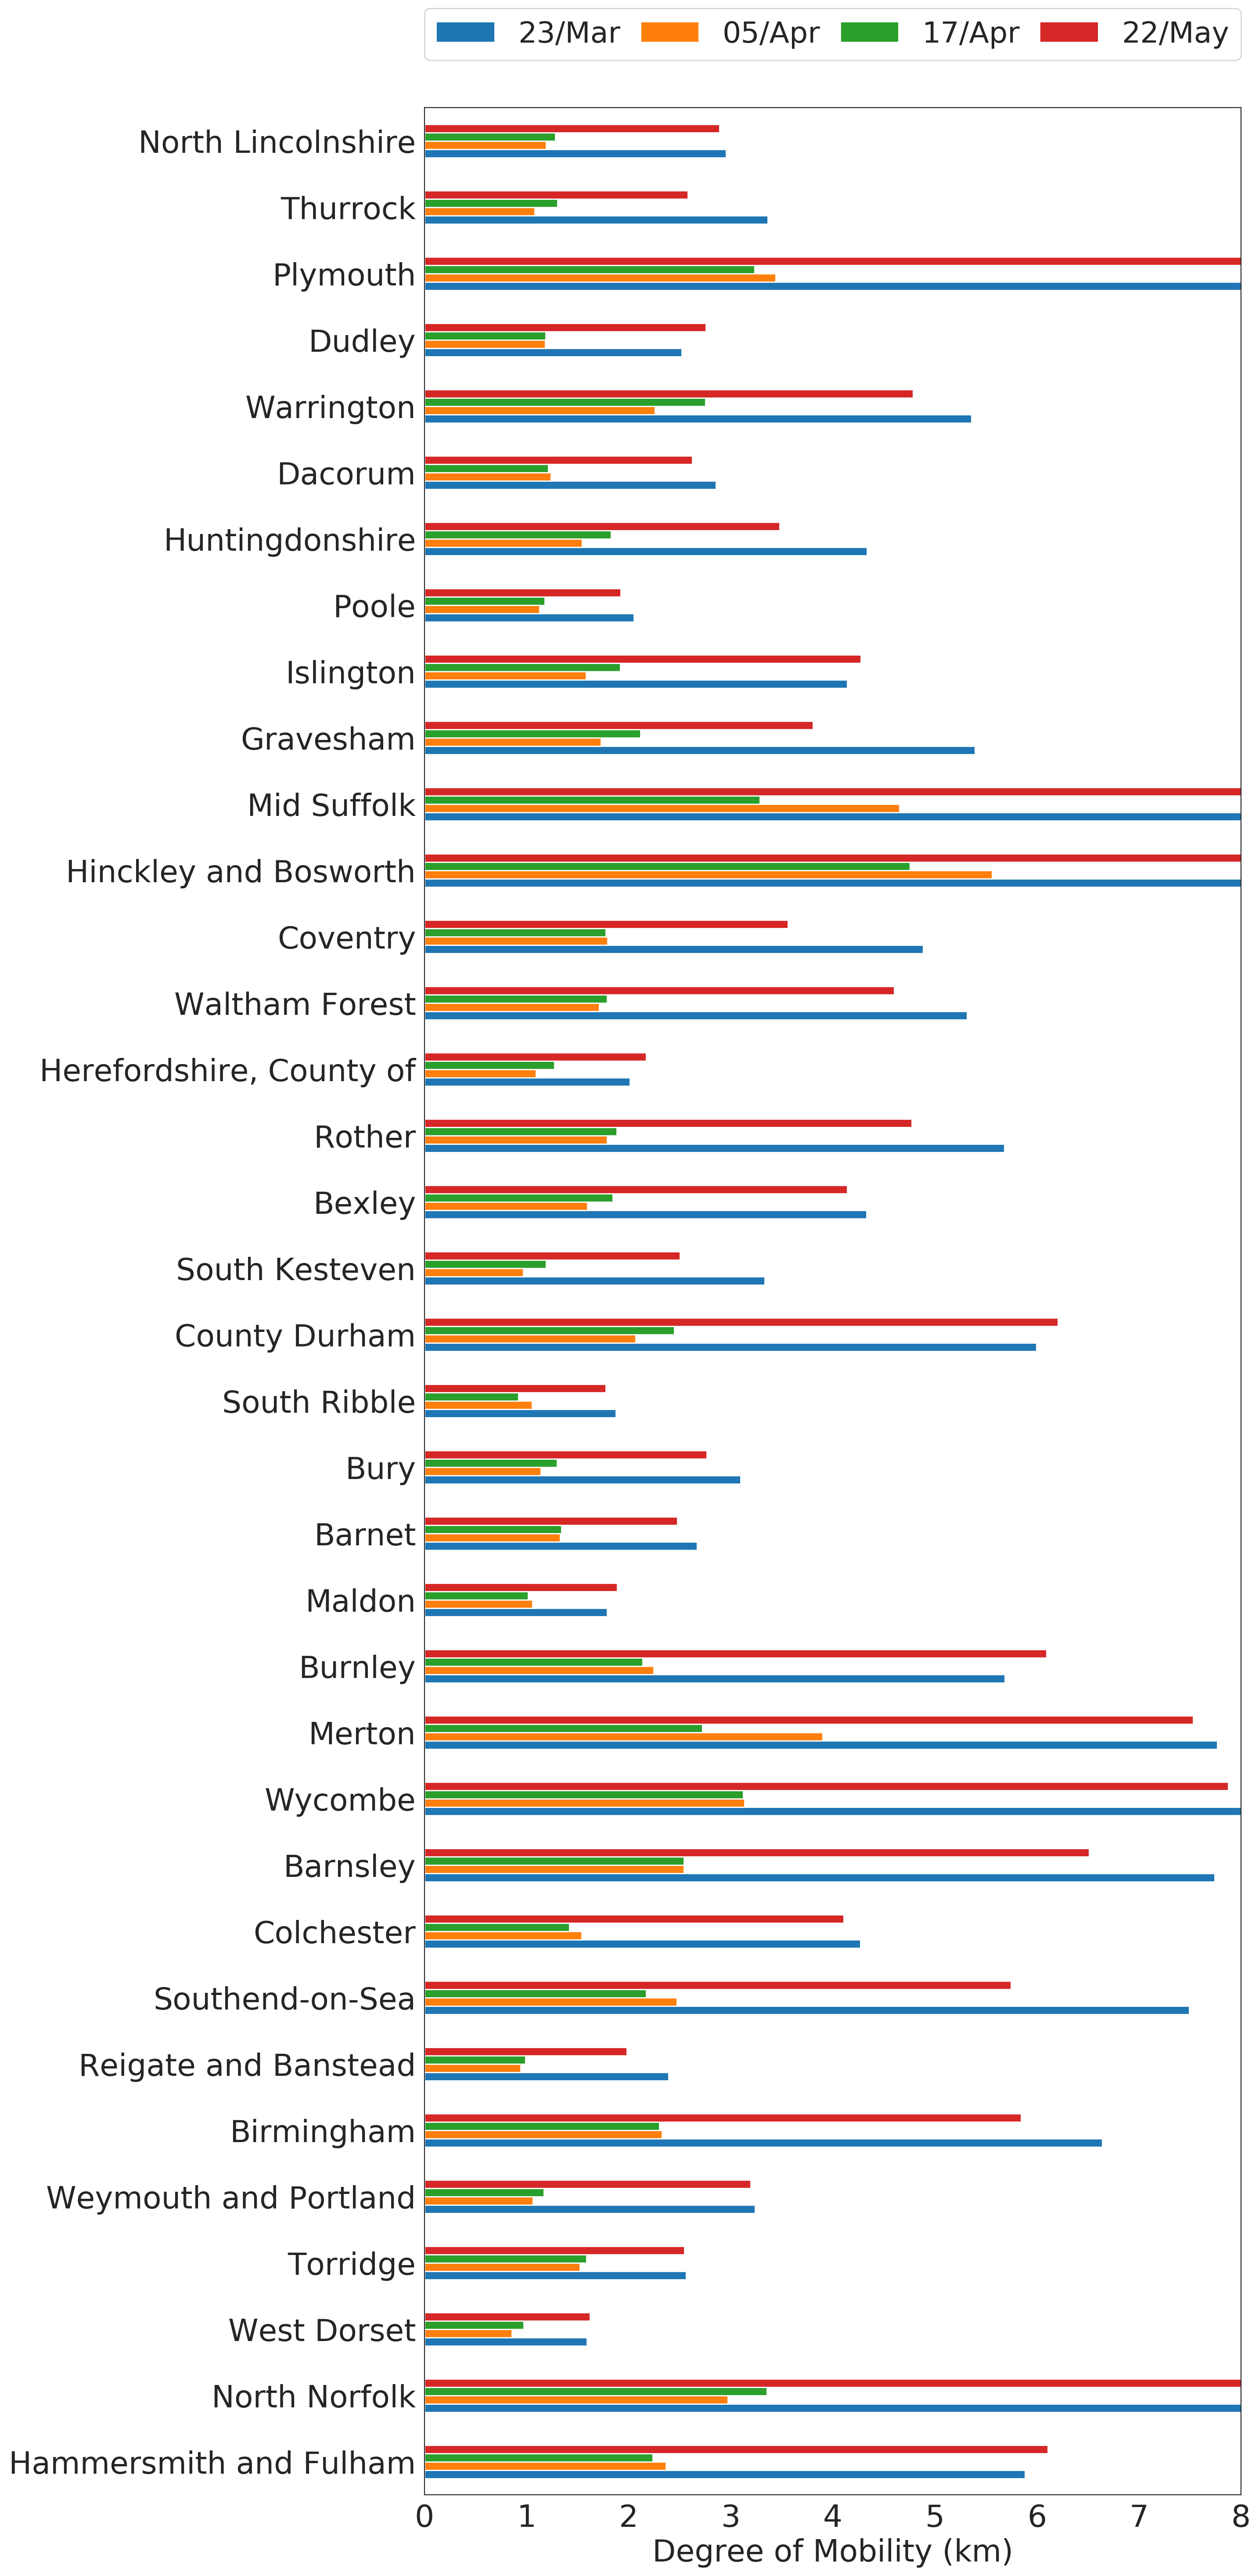 23/Mar 05/Apr 17/Apr 22/May
North Lincolnshire
Thurrock
Plymouth
Dudley
Warrington
Dacorum
Huntingdonshire
Poole
Islington
Gravesham
Mid Suffolk
Hinckley and Bosworth
Coventry
Waltham Forest
Herefordshire, County of
Rother
Bexley
South Kesteven
County Durham
South Ribble
Bury
Barnet
Maldon
Burnley
Merton
Wycombe
Barnsley
Colchester
Southend-on-Sea
Reigate and Banstead
Birmingham
Weymouth and Portland
Torridge
West Dorset
North Norfolk
Hammersmith and Fulham
0 1 2 3 4 5 6 7 8
Degree of Mobility (km)